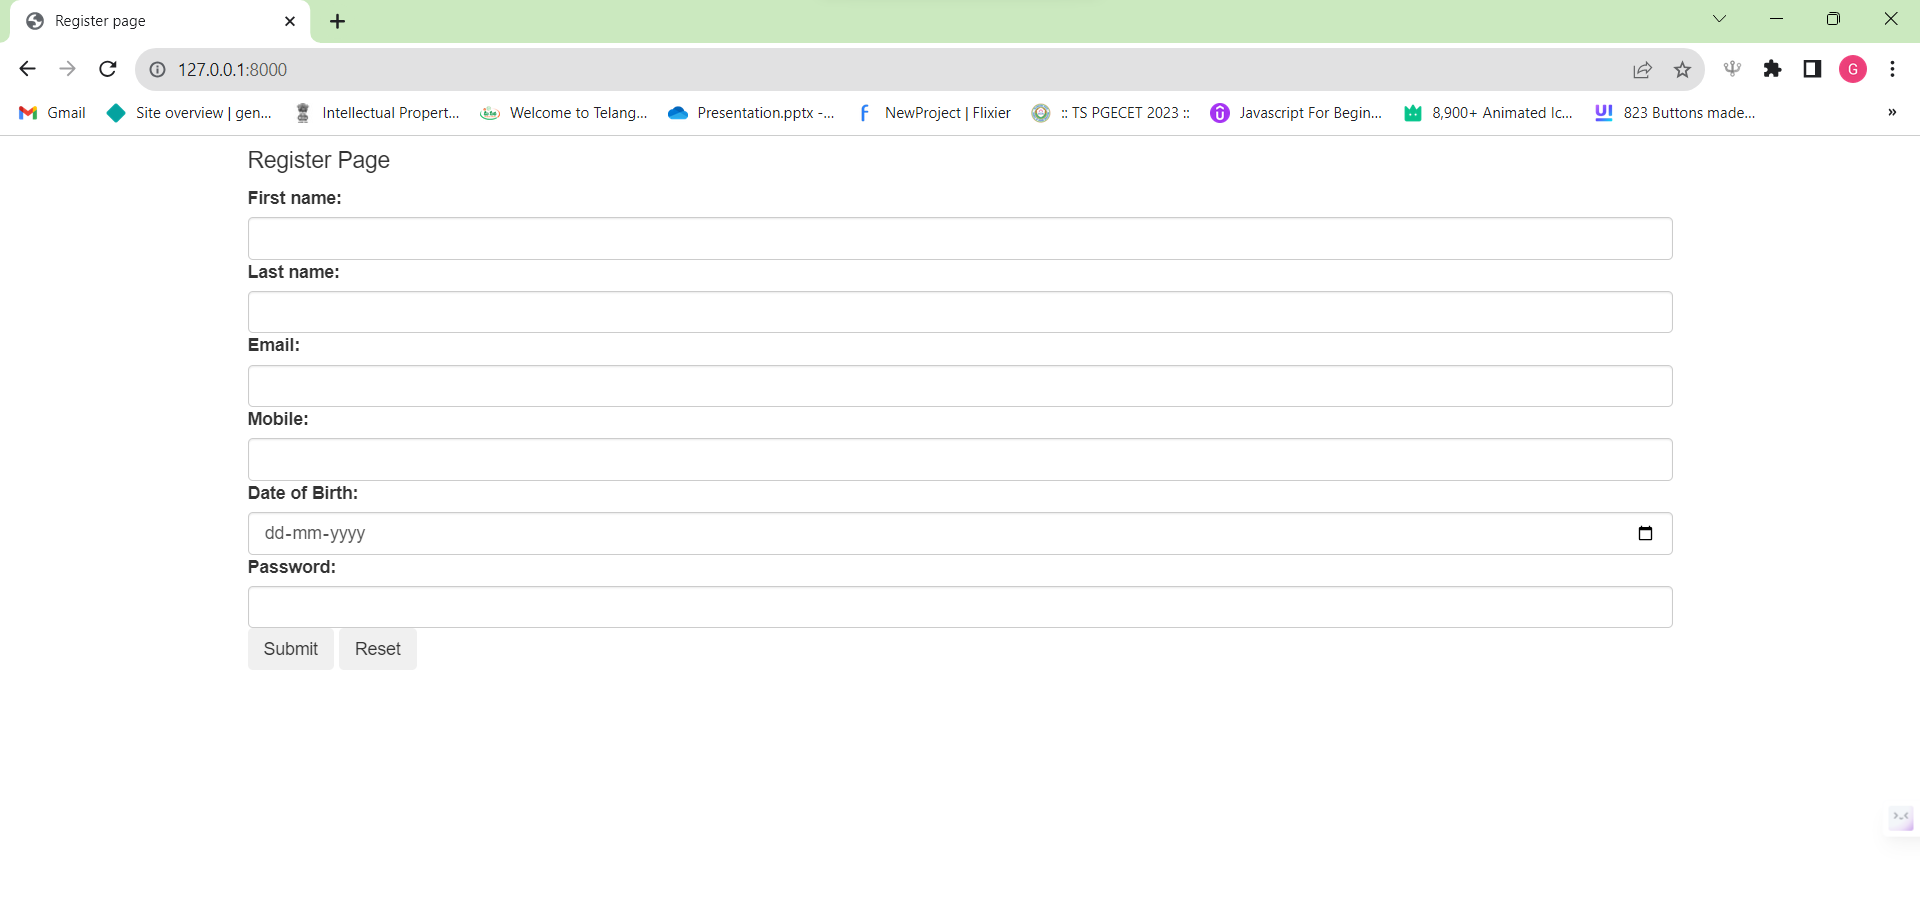 Register page
127.0.0.1:8000
G
Gmail Site overview | gen... Intellectual Propert... Welcome to Telang... Presentation.pptx -... NewProject | Flixier :: TS PGECET 2023 :: Javascript For Begin... 8,900+ Animated Ic... 823 Buttons made... »
Register Page
First name:
Last name:
Email:
Mobile:
Date of Birth:
dd-mm-yyyy
Password:
Submit Reset